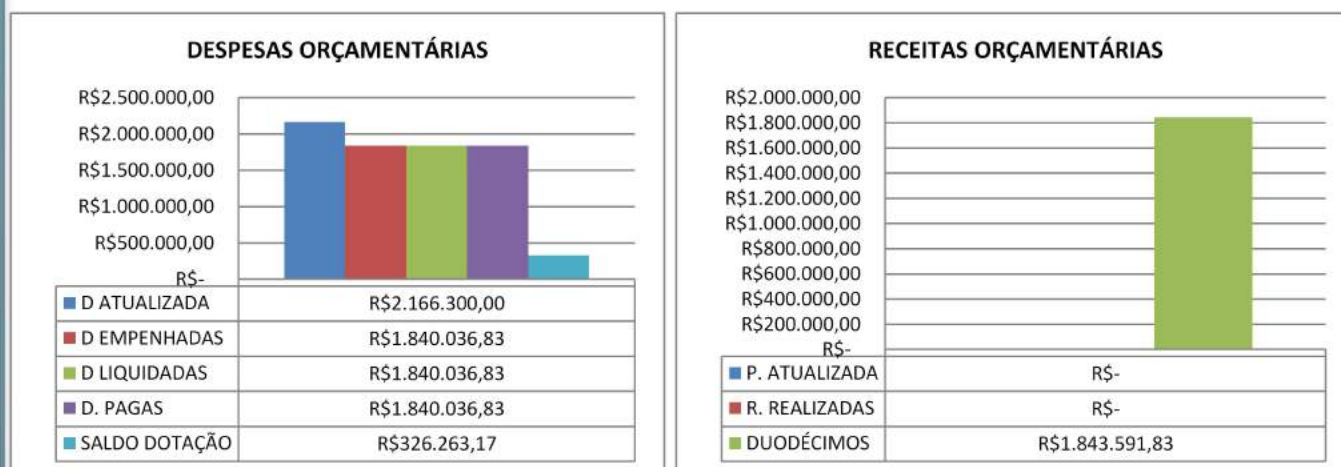 DESPESAS ORÇAMENTÁRIAS
R$2.500.000,00
R$2.000.000,00
R$1.500.000,00
R$1.000.000,00
R$500.000,00
R$-
D ATUALIZADA R$2.166.300,00
D EMPENHADAS R$1.840.036,83
D LIQUIDADAS R$1.840.036,83
D. PAGAS R$1.840.036,83
SALDO DOTAÇÃO R$326.263,17
RECEITAS ORÇAMENTÁRIAS
R$2.000.000,00
R$1.800.000,00
R$1.600.000,00
R$1.400.000,00
R$1.200.000,00
R$1.000.000,00
R$800.000,00
R$600.000,00
R$400.000,00
R$200.000,00
R$-
P. ATUALIZADA R$-
R. REALIZADAS R$-
DUODÉCIMOS R$1.843.591,83